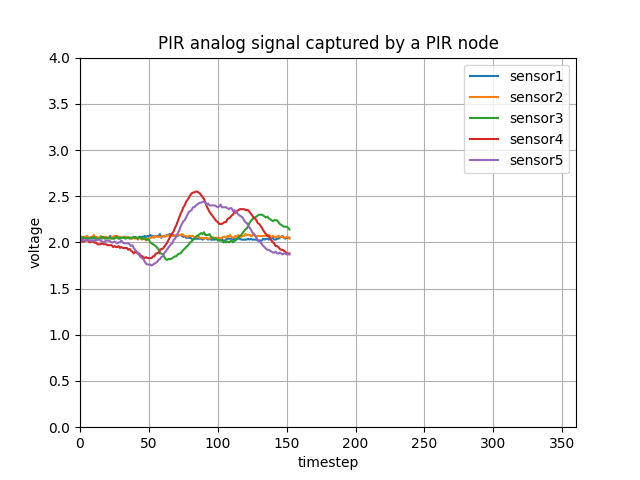 PIR analog signal captured by a PIR node
voltage
4.0
3.5
3.0
2.5
2.0
1.5
1.0
0.5
0.0
sensor1
sensor2
sensor3
sensor4
sensor5
0 50 100 150 200 250 300 350
timestep